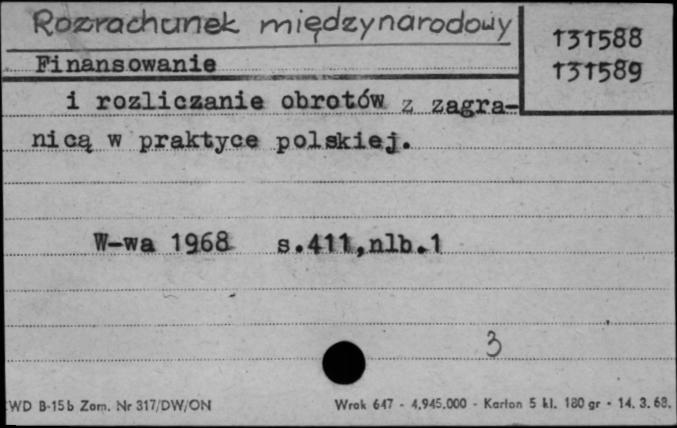 Rozrachunek międzynarodowy
131588
131589
Finansowanie
i rozliczanie obrotów z zagra-
nicą w praktyce polskiej.
W-wa 1968 s.411,nlb.1
3
WD B-15b Zam. Nr 317/DW/ON Wrok 647 - 4.945.000 - Karton 5 kl. 180 gr - 14. 3. 68.